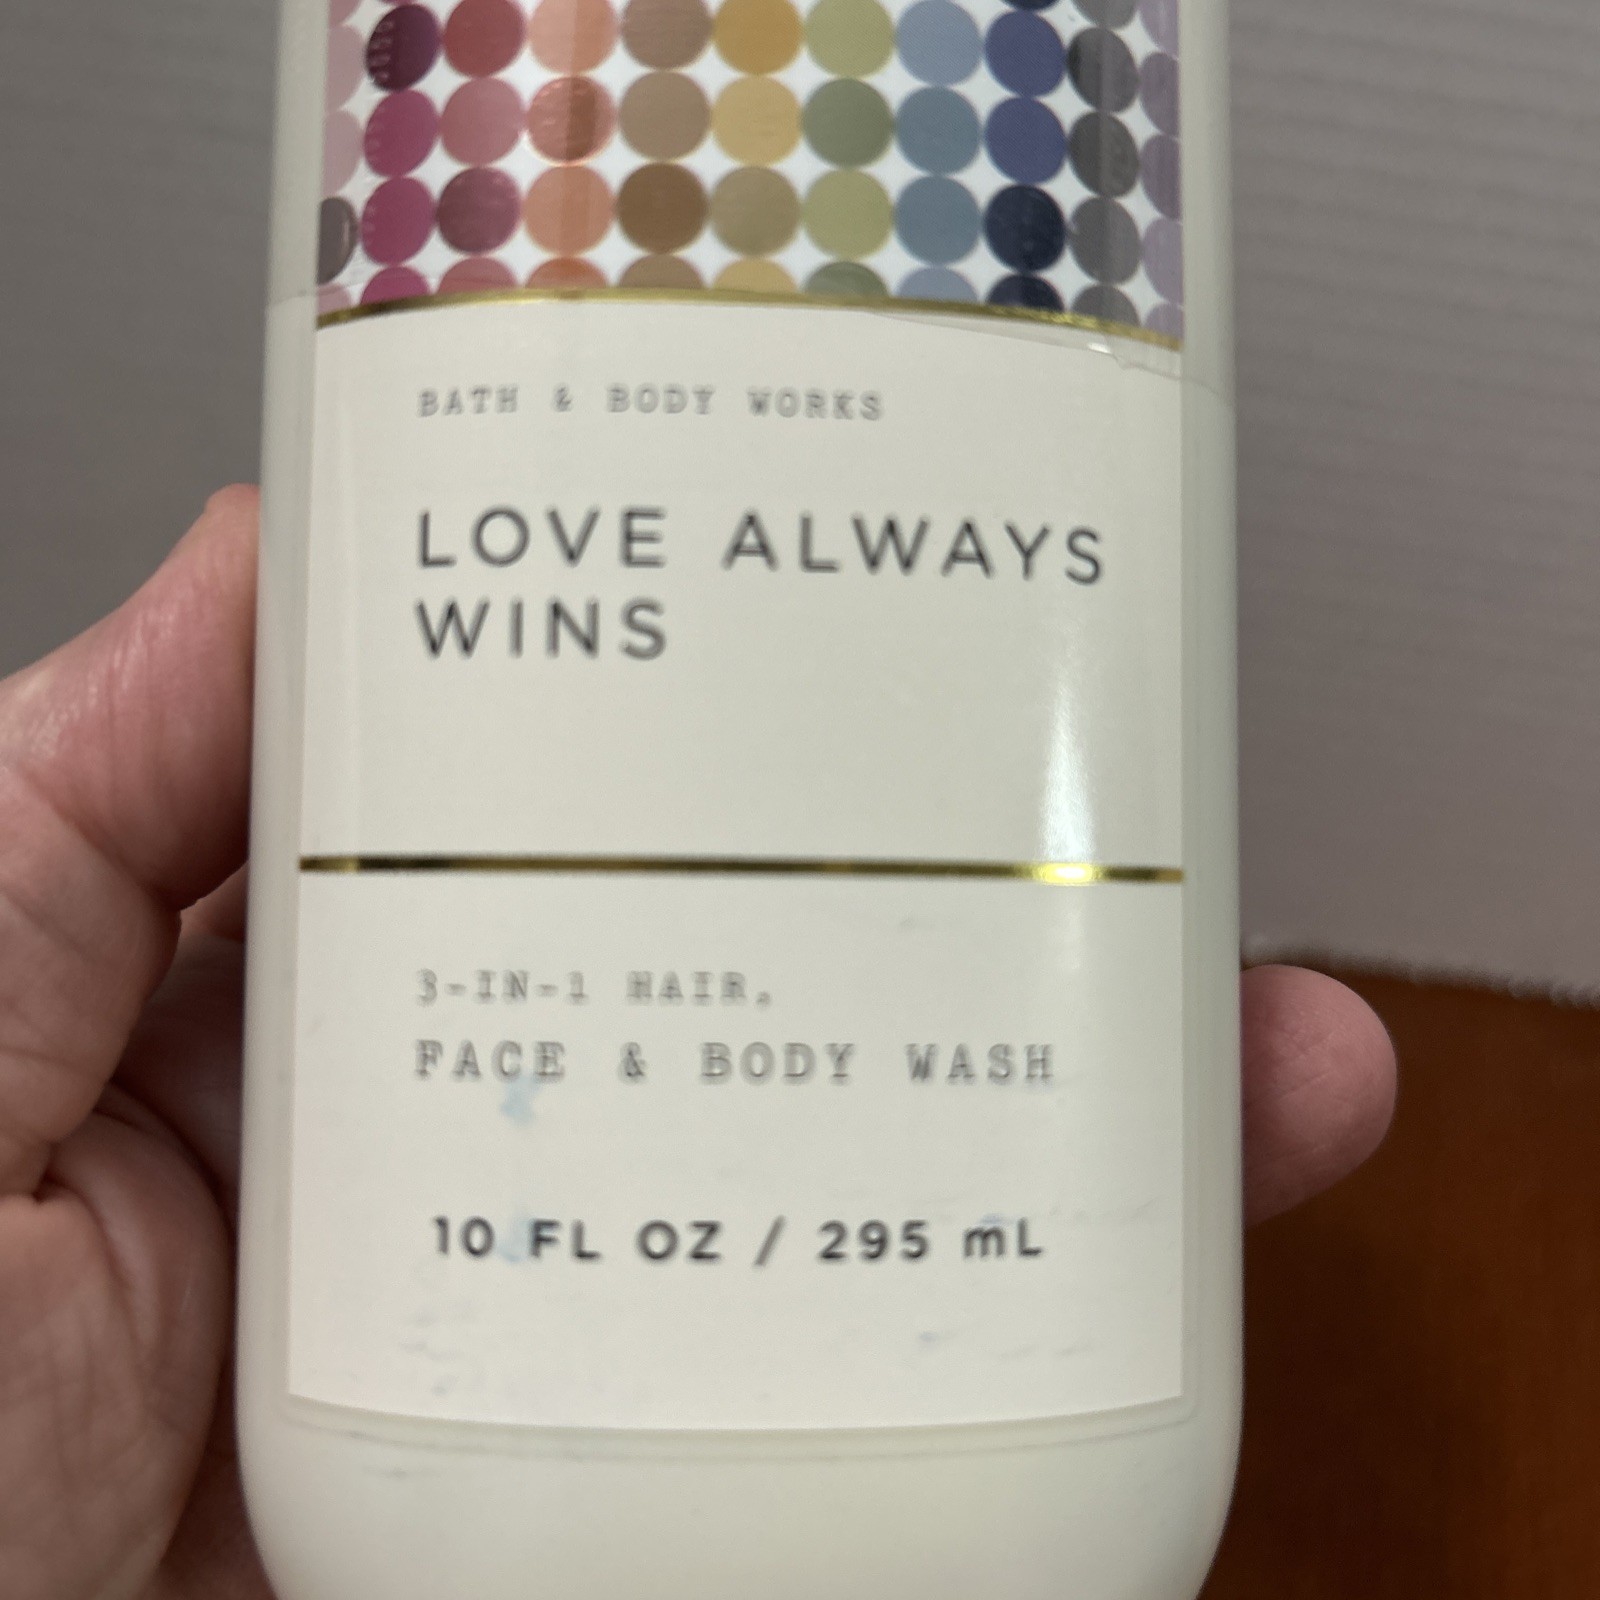 BATH & BODY WORKS
LOVE ALWAYS
WINS
3-IN-1 HAIR,
FACE & BODY WASH
10 FL OZ / 295 mL